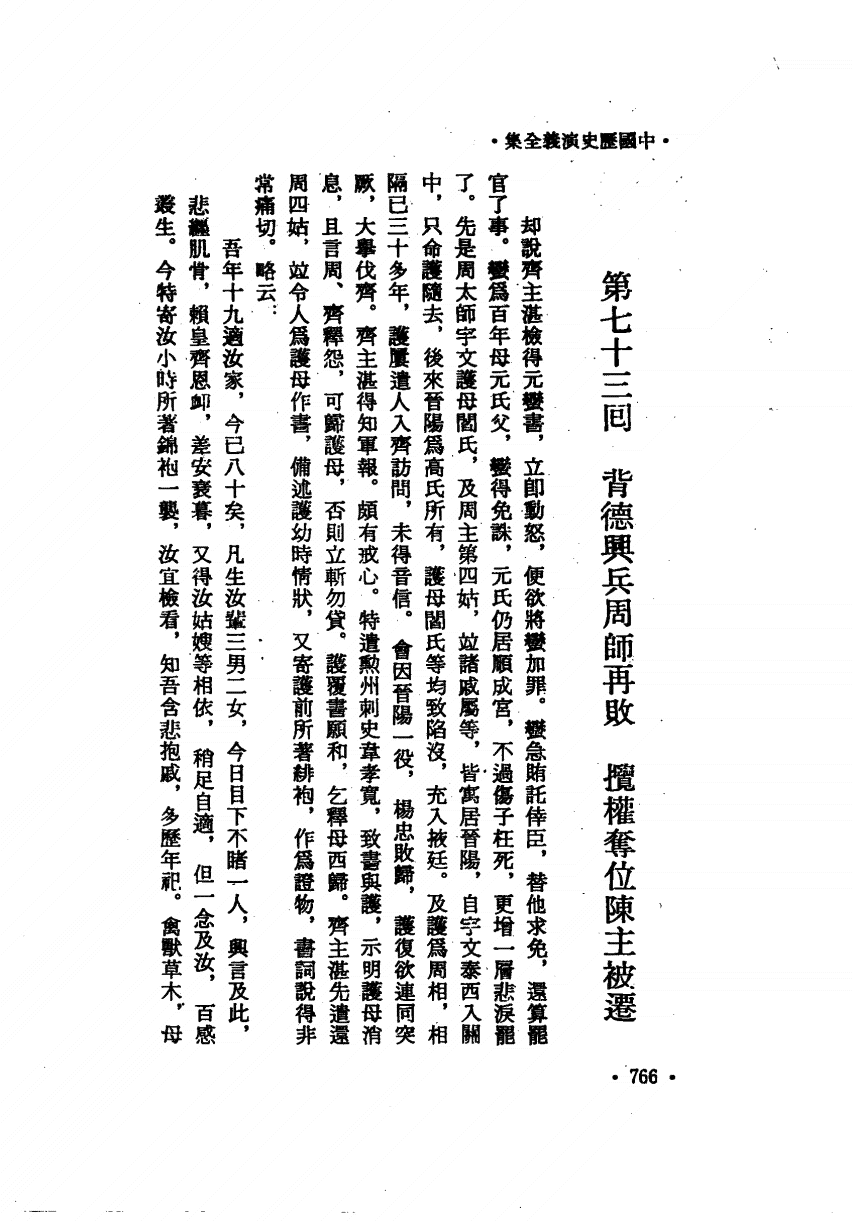 ·中國歷史演義全集·
第七十三回　背德興兵周師再敗　攬權奪位陳主被遷
却說齊主湛檢得元蠻書，立卽動怒，便欲將蠻加罪。蠻急賄託倖臣，替他求免，還算罷
官了事。蠻爲百年母元氏父，蠻得免誅，元氏仍居順成宮，不過傷子枉死，更增一層悲淚罷
了。先是周太師宇文護母閻氏，及周主第四姑，竝諸戚屬等，皆寓居晉陽，自宇文泰西入關
中，只命護隨去，後來晉陽爲高氏所有，護母閻氏等均致陷沒，充入掖廷。及護爲周相，相
隔已三十多年，護屢遣人入齊訪問，未得音信。會因晉陽一役，楊忠敗歸，護復欲連同突
厥，大舉伐齊。齊主湛得知軍報。頗有戒心。特遣勳州刺史韋孝寬，致書與護，示明護母消
息，且言周、齊釋怨，可歸護母，否則立斬勿貸。護覆書願和，乞釋母西歸。齊主湛先遣還
周四姑，竝令人爲護母作書，備述護幼時情狀，又寄護前所著緋袍，作爲證物，書詞說得非
常痛切。略云：
吾年十九適汝家，今已八十矣，凡生汝輩三男二女，今日目下不睹一人，興言及此，
悲纏肌骨，賴皇齊恩卹，差安衰暮，又得汝姑嫂等相依，稍足自適，但一念及汝，百感
叢生。今特寄汝小時所著錦袍一襲，汝宜檢看，知吾含悲抱戚，多歷年祀。禽獸草木，母
·766·